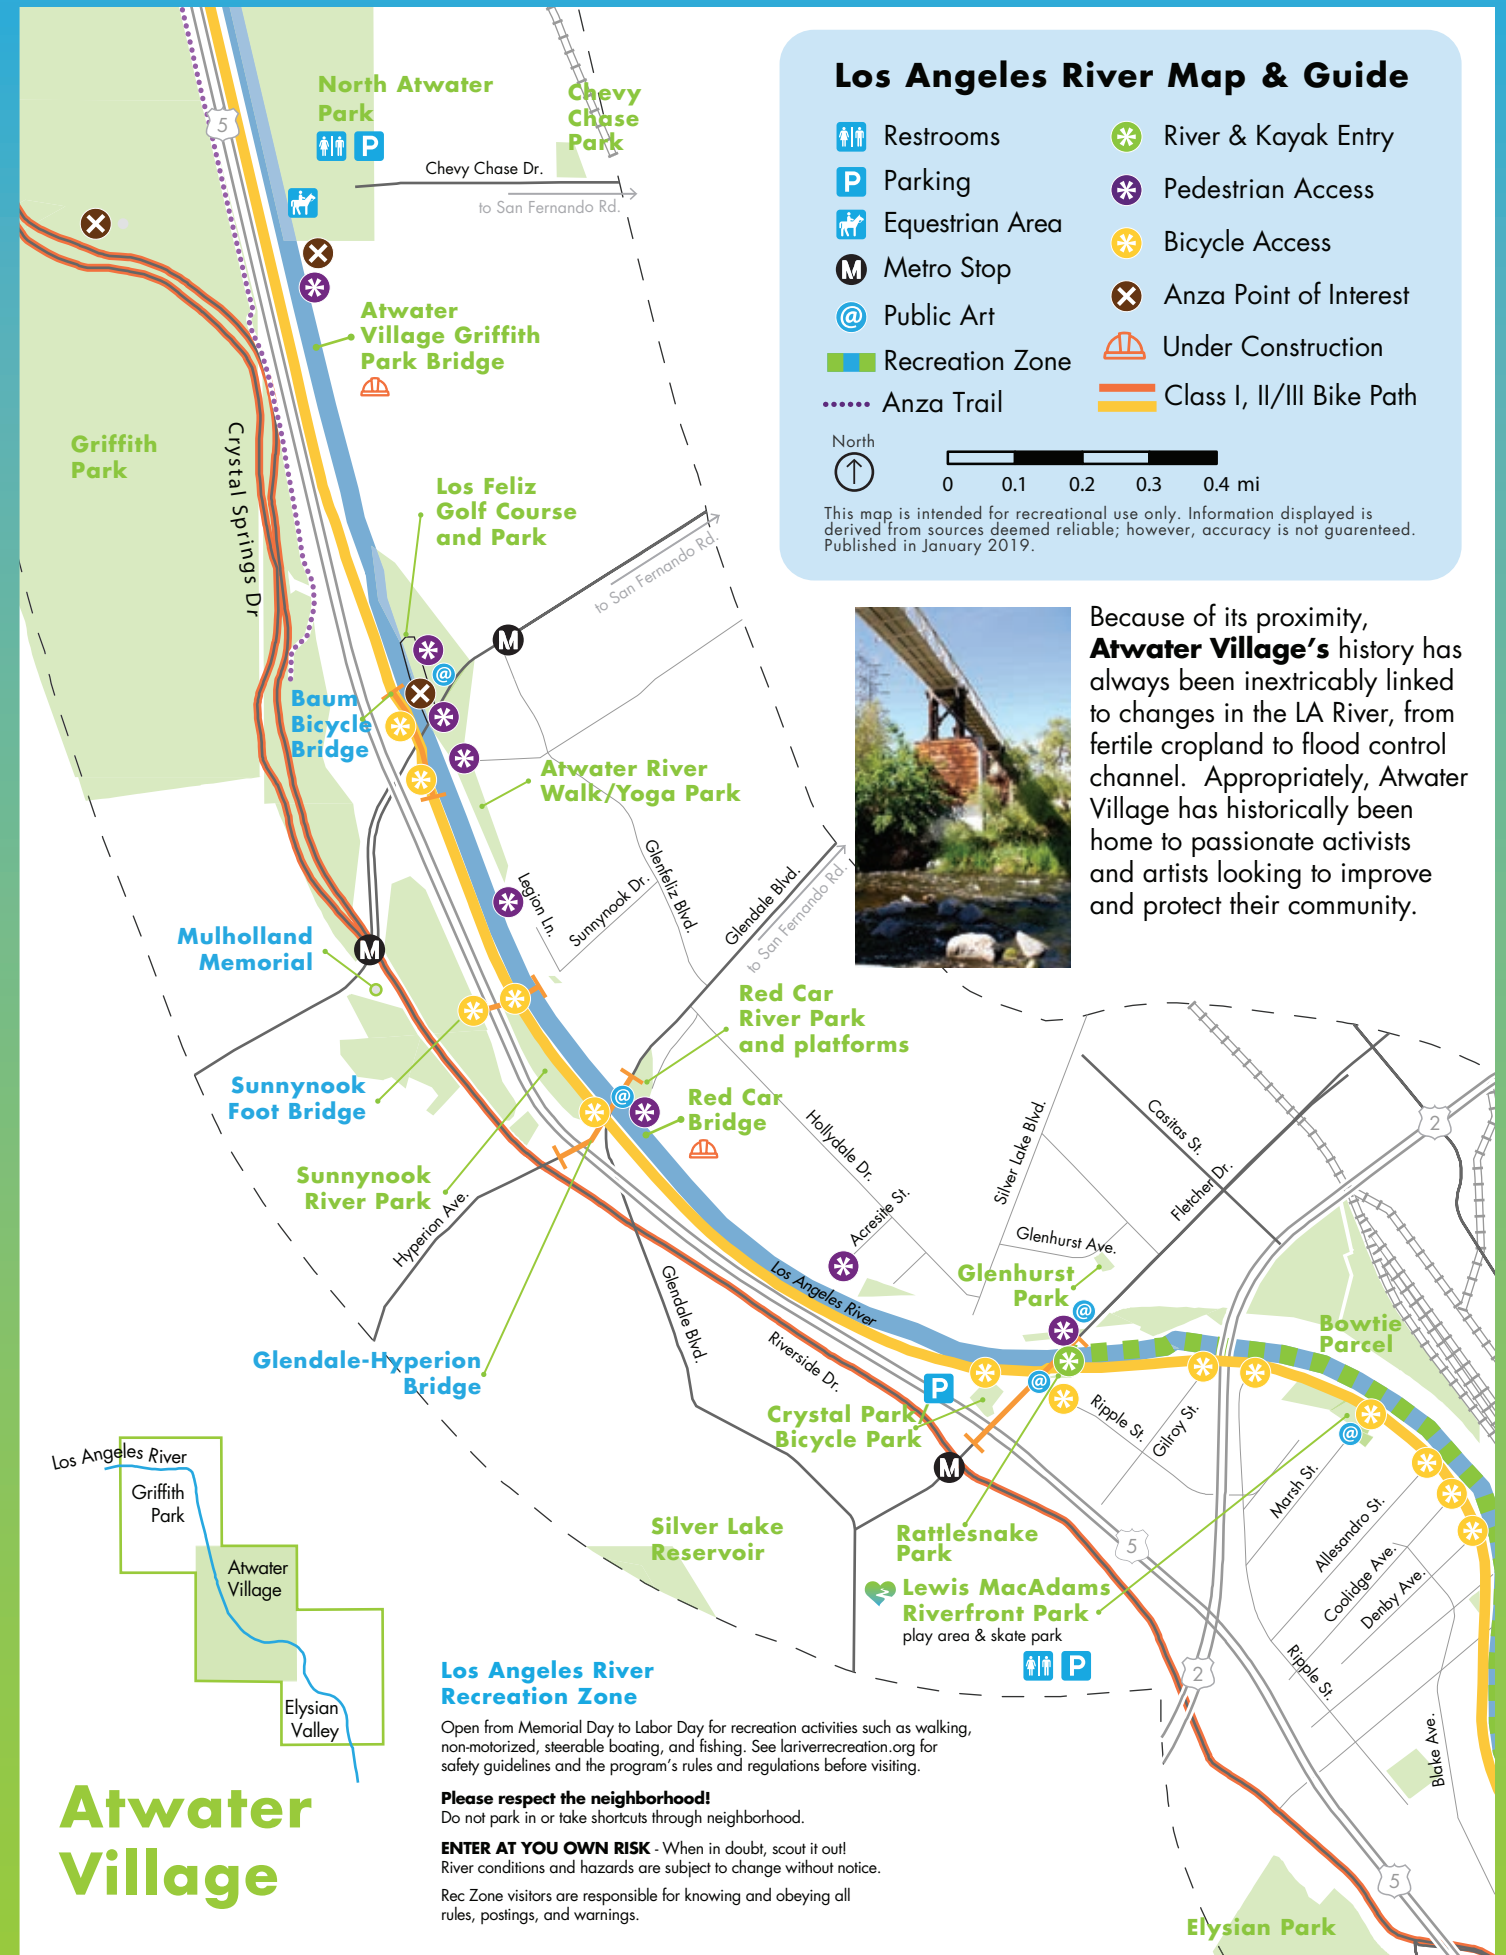 Los Angeles River Map & Guide
Restrooms
Parking
Equestrian Area
M
Metro Stop
@
Public Art
Recreation Zone
Anza Trail
River & Kayak Entry
Pedestrian Access
Bicycle Access
Anza Point of Interest
Under Construction
Class I, II/III Bike Path
North
0 0.1 0.2 0.3 0.4 mi
This map is intended for recreational use only. Information displayed is
derived from sources deemed reliable; however, accuracy is not guarenteed.
Published in January 2019.
Because of its proximity,
Atwater Village's history has
always been inextricably linked
to changes in the LA River, from
fertile cropland to flood control
channel. Appropriately, Atwater
Village has historically been
home to passionate activists
and artists looking to improve
and protect their community.
North Atwater
Park
P
Chevy
Chase
Park
5
Chevy Chase Dr.
to San Fernando Rd.
Atwater
Village Griffith
Park Bridge
Griffith
Park
Crystal Springs Dr
Los Feliz
Golf Course
and Park
to San Fernando Rd.
M
@
Baum
Bicycle
Bridge
Atwater River
Walk/Yoga Park
Glenfeliz Blvd.
Legion Ln.
Sunnynook Dr.
Glendale Blvd.
to San Fernando Rd.
Mulholland
Memorial
M
Red Car
River Park
and platforms
Sunnynook
Foot Bridge
@
Red Car
Bridge
Sunnynook
River Park
Hyperion Ave.
Hollydale Dr.
Acresite St.
Silver Lake Blvd.
Casitas St.
Fletcher Dr.
2
Glenhurst Ave.
Glenhurst
Park
@
Los Angeles River
Glendale Blvd.
Riverside Dr.
Glendale-Hyperion
Bridge
Bowtie
Parcel
P
@
Crystal Park/
Bicycle Park
Ripple St.
Gilroy St.
@
M
Marsh St.
Allesandro St.
Coolidge Ave.
Denby Ave.
Silver Lake
Reservoir
Rattlesnake
Park
5
Lewis MacAdams
Riverfront Park
play area & skate park
P
Ripple St.
2
Blake Ave.
5
Elysian Park
Los Angeles River
Griffith
Park
Atwater
Village
Elysian
Valley
Atwater
Village
Los Angeles River
Recreation Zone
Open from Memorial Day to Labor Day for recreation activities such as walking,
non-motorized, steerable boating, and fishing. See lariverrecreation.org for
safety guidelines and the program's rules and regulations before visiting.
Please respect the neighborhood!
Do not park in or take shortcuts through neighborhood.
ENTER AT YOU OWN RISK - When in doubt, scout it out!
River conditions and hazards are subject to change without notice.
Rec Zone visitors are responsible for knowing and obeying all
rules, postings, and warnings.